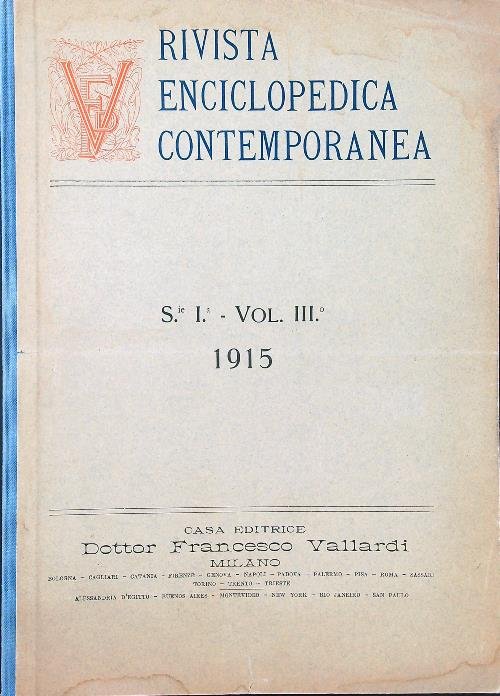 RIVISTA
ENCICLOPEDICA
CONTEMPORANEA
S.ie I.a - VOL. III.o
1915
CASA EDITRICE
Dottor Francesco Vallardi
MILANO
BOLOGNA - CAGLIARI - CATANIA - FIRENZE - GENOVA - NAPOLI - PADOVA - PALERMO - PISA - ROMA - SASSARI
TORINO - TRENTO - TRIESTE
ALESSANDRIA D'EGITTO - BUENOS AIRES - MONTEVIDEO - NEW YORK - RIO JANEIRO - SAN PAULO